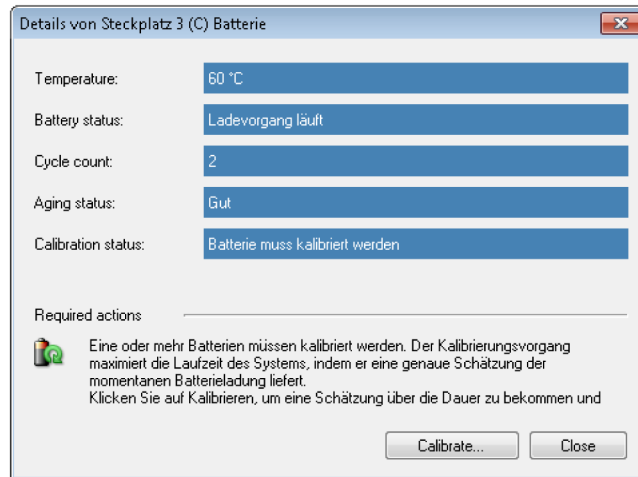 Details von Steckplatz 3 (C) Batterie
Temperature: 60 °C
Battery status: Ladevorgang läuft
Cycle count: 2
Aging status: Gut
Calibration status: Batterie muss kalibriert werden
Required actions
Eine oder mehr Batterien müssen kalibriert werden. Der Kalibrierungsvorgang
maximiert die Laufzeit des Systems, indem er eine genaue Schätzung der
momentanen Batterieladung liefert.
Klicken Sie auf Kalibrieren, um eine Schätzung über die Dauer zu bekommen und
Calibrate... Close